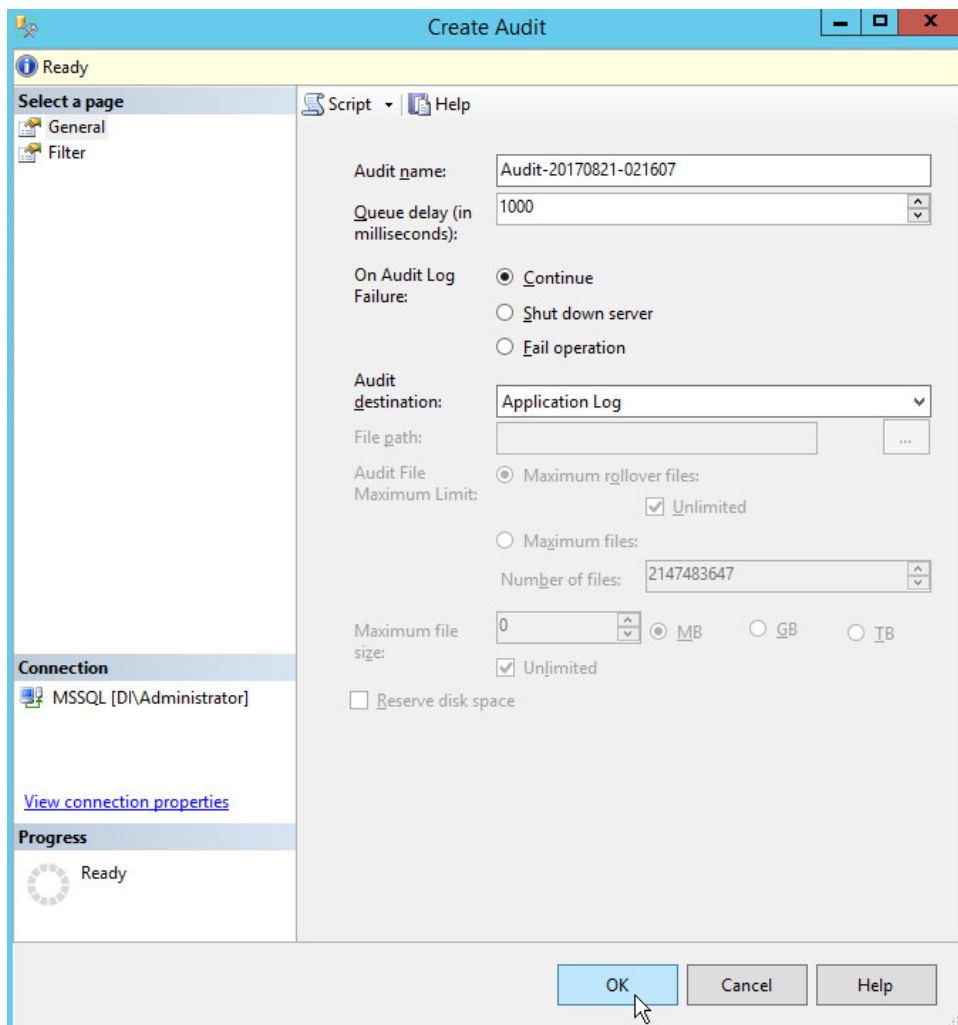 Create Audit
Ready
Select a page
General
Filter
Script
Help
Audit name:
Audit-20170821-021607
Queue delay (in
milliseconds):
1000
On Audit Log
Failure:
Continue
Shut down server
Fail operation
Audit
destination:
Application Log
File path:
...
Audit File
Maximum Limit:
Maximum rollover files:
Unlimited
Maximum files:
Number of files:
2147483647
Maximum file
size:
0
MB
GB
TB
Unlimited
Reserve disk space
Connection
MSSQL [DI\Administrator]
View connection properties
Progress
Ready
OK
Cancel
Help